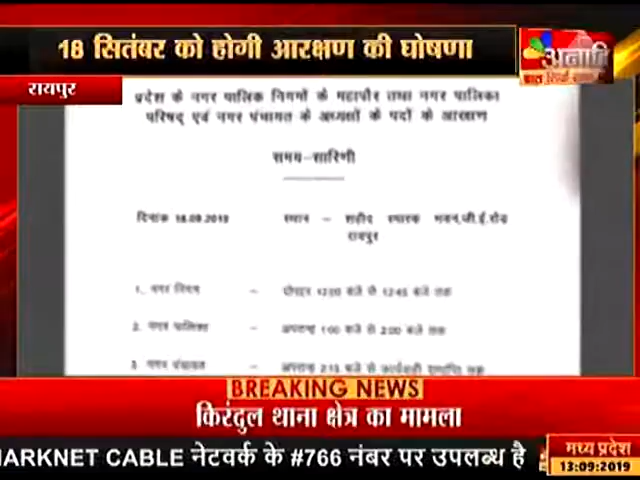 18 सितंबर को होगी आरक्षण की घोषणा
अनादि
रायपुर
प्रदेश के नगर पालिक निगमों के महापौर तथा नगर पालिका
परिषद् एवं नगर पंचायत के अध्यक्षों के पदों के आरक्षण
समय–सारिणी
दिनांक 18.09.2019 स्थान – शहीद स्मारक भवन,जी.ई.रोड
रायपुर
1. नगर निगम – दोपहर 12:00 बजे से 12:45 बजे तक
2. नगर पालिका – अपरान्ह 1:00 बजे से 2:00 बजे तक
3 नगर पंचायत – अपरान्ह 2:15 बजे से कार्यवाही समाप्ति तक
BREAKING NEWS
किरंदुल थाना क्षेत्र का मामला
HARKNET CABLE नेटवर्क के #766 नंबर पर उपलब्ध है
मध्य प्रदेश
13:09:2019